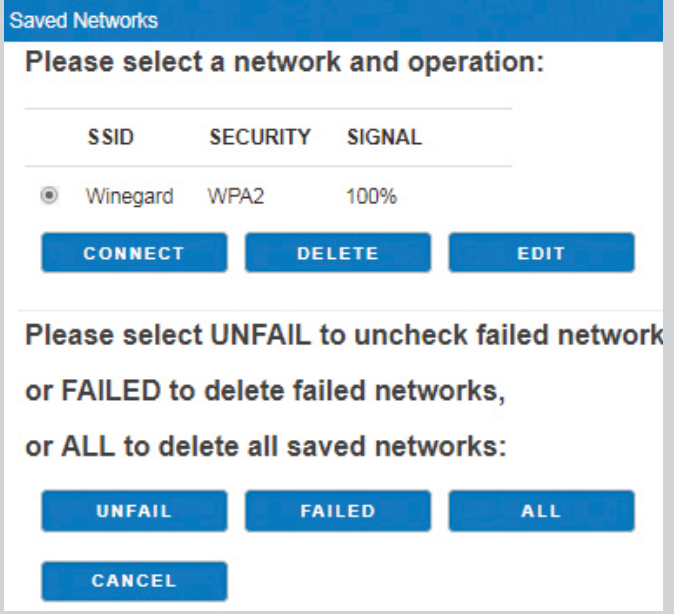 Saved Networks
Please select a network and operation:
SSID SECURITY SIGNAL
Winegard WPA2 100%
CONNECT DELETE EDIT
Please select UNFAIL to uncheck failed network
or FAILED to delete failed networks,
or ALL to delete all saved networks:
UNFAIL FAILED ALL
CANCEL